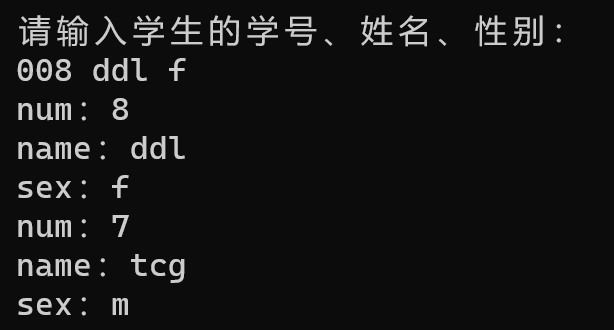 请输入学生的学号、姓名、性别：
008 ddl f
num：8
name：ddl
sex：f
num：7
name：tcg
sex：m